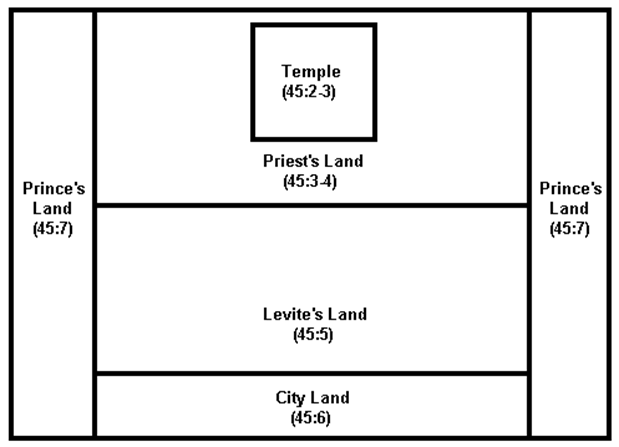 Temple
(45:2-3)
Priest's Land
(45:3-4)
Prince's
Land
(45:7)
Prince's
Land
(45:7)
Levite's Land
(45:5)
City Land
(45:6)